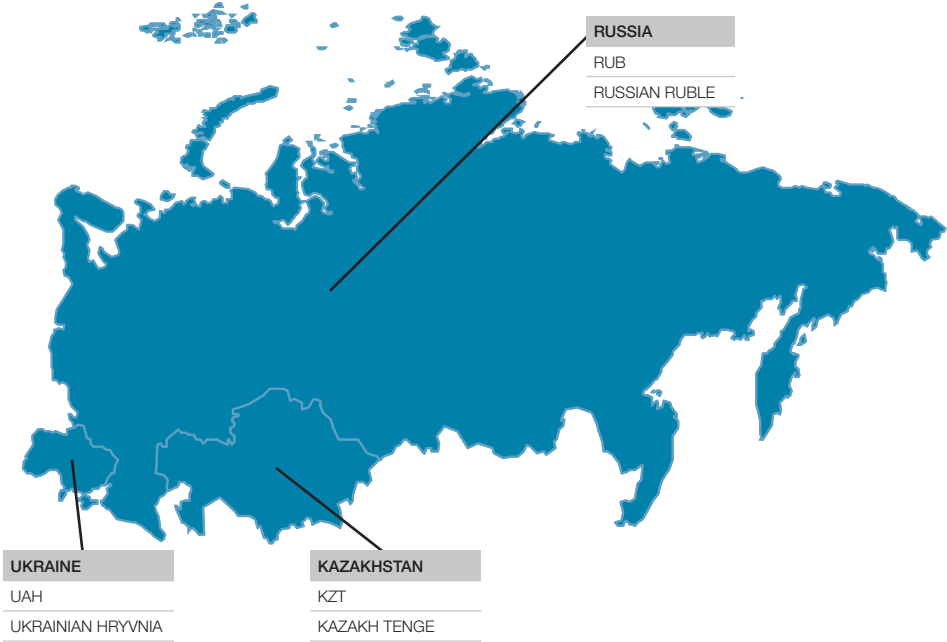 RUSSIA
RUB
RUSSIAN RUBLE
UKRAINE
UAH
UKRAINIAN HRYVNIA
KAZAKHSTAN
KZT
KAZAKH TENGE